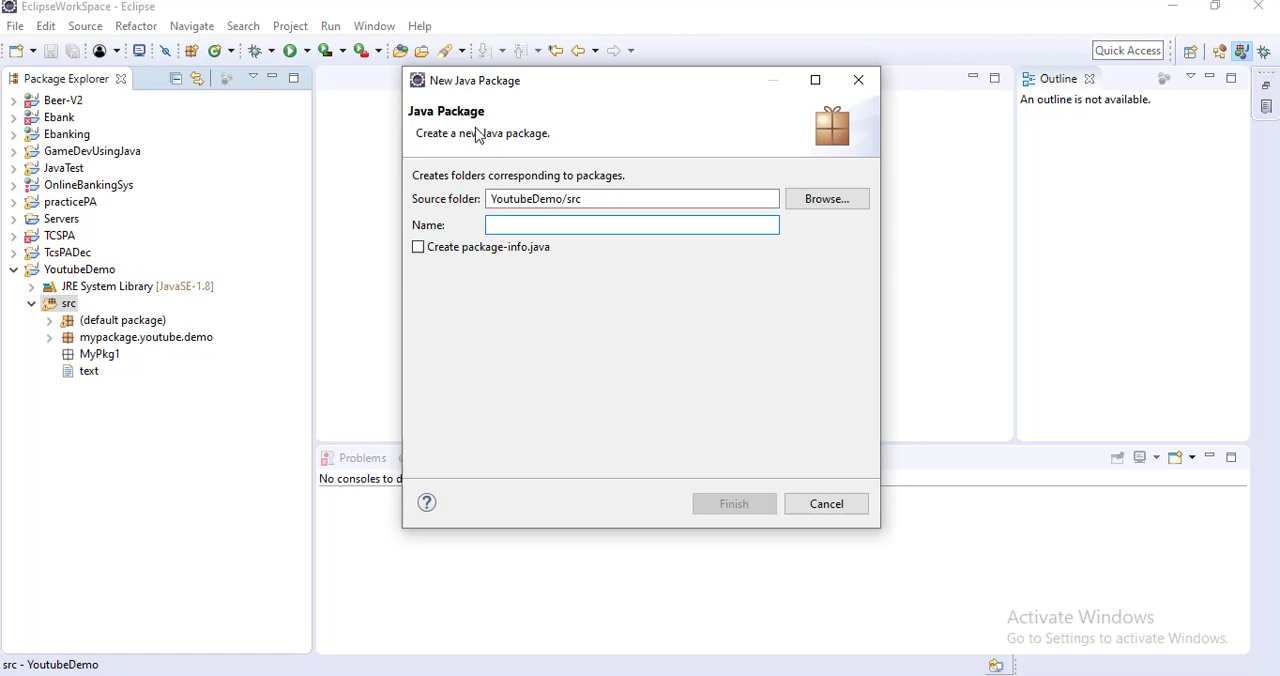 EclipseWorkSpace - Eclipse
File Edit Source Refactor Navigate Search Project Run Window Help
Quick Access
Package Explorer
Beer-V2
Ebank
Ebanking
GameDevUsingJava
JavaTest
OnlineBankingSys
practicePA
Servers
TCSPA
TcsPADec
YoutubeDemo
JRE System Library [JavaSE-1.8]
src
(default package)
mypackage.youtube.demo
MyPkg1
text
New Java Package
Java Package
Create a new Java package.
Creates folders corresponding to packages.
Source folder: YoutubeDemo/src Browse...
Name:
Create package-info.java
Finish Cancel
Outline
An outline is not available.
Problems
No consoles to d
Activate Windows
Go to Settings to activate Windows.
src - YoutubeDemo